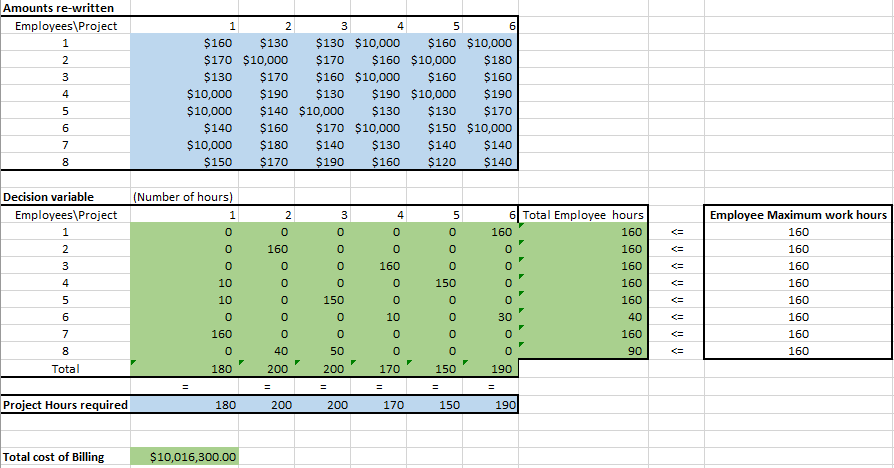 Amounts re-written
Employees\Project 1 2 3 4 5 6
1 $160 $130 $130 $10,000 $160 $10,000
2 $170 $10,000 $170 $160 $10,000 $180
3 $130 $170 $160 $10,000 $160 $160
4 $10,000 $190 $130 $190 $10,000 $190
5 $10,000 $140 $10,000 $130 $130 $170
6 $140 $160 $170 $10,000 $150 $10,000
7 $10,000 $180 $140 $130 $140 $140
8 $150 $170 $190 $160 $120 $140
Decision variable (Number of hours)
Employees\Project 1 2 3 4 5 6 Total Employee hours Employee Maximum work hours
1 0 0 0 0 0 160 160 <= 160
2 0 160 0 0 0 0 160 <= 160
3 0 0 0 160 0 0 160 <= 160
4 10 0 0 0 150 0 160 <= 160
5 10 0 150 0 0 0 160 <= 160
6 0 0 0 10 0 30 40 <= 160
7 160 0 0 0 0 0 160 <= 160
8 0 40 50 0 0 0 90 <= 160
Total 180 200 200 170 150 190
= = = = = =
Project Hours required 180 200 200 170 150 190
Total cost of Billing $10,016,300.00